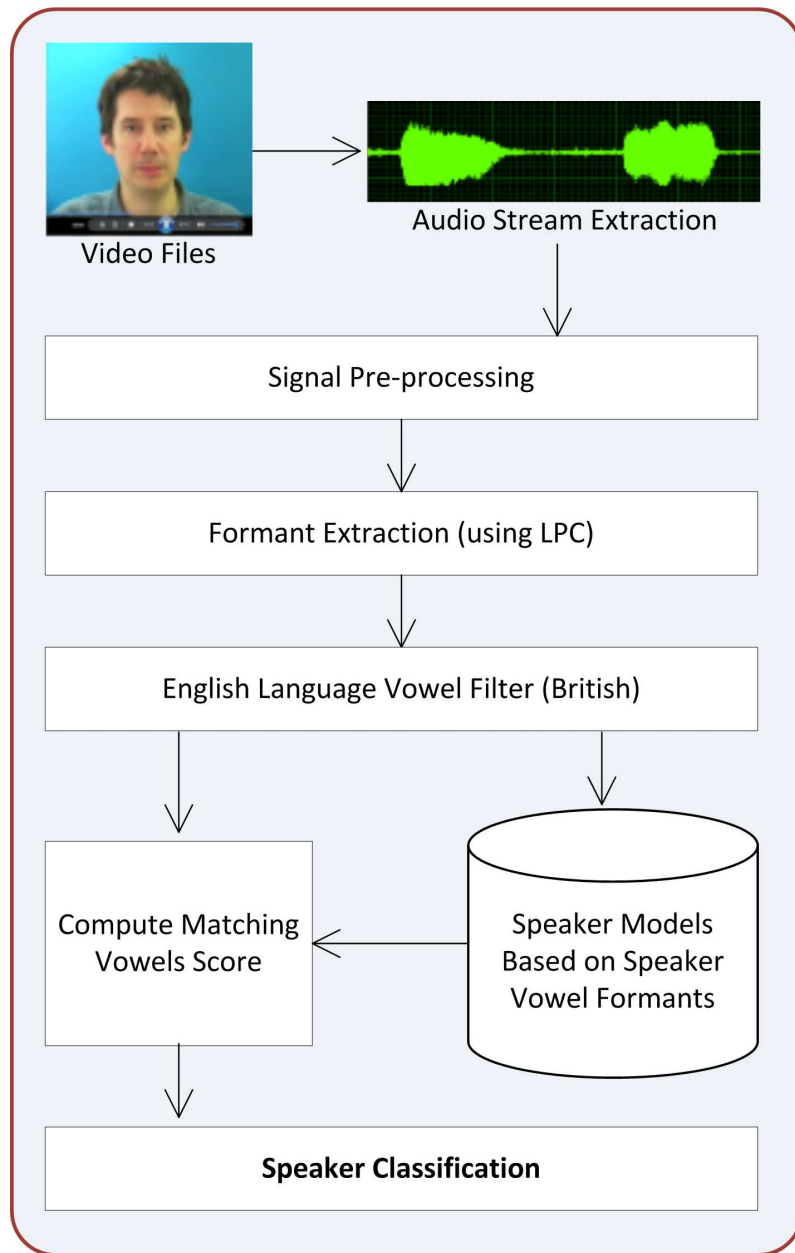 Video Files
Audio Stream Extraction
Signal Pre-processing
Formant Extraction (using LPC)
English Language Vowel Filter (British)
Compute Matching
Vowels Score
Speaker Models
Based on Speaker
Vowel Formants
Speaker Classification